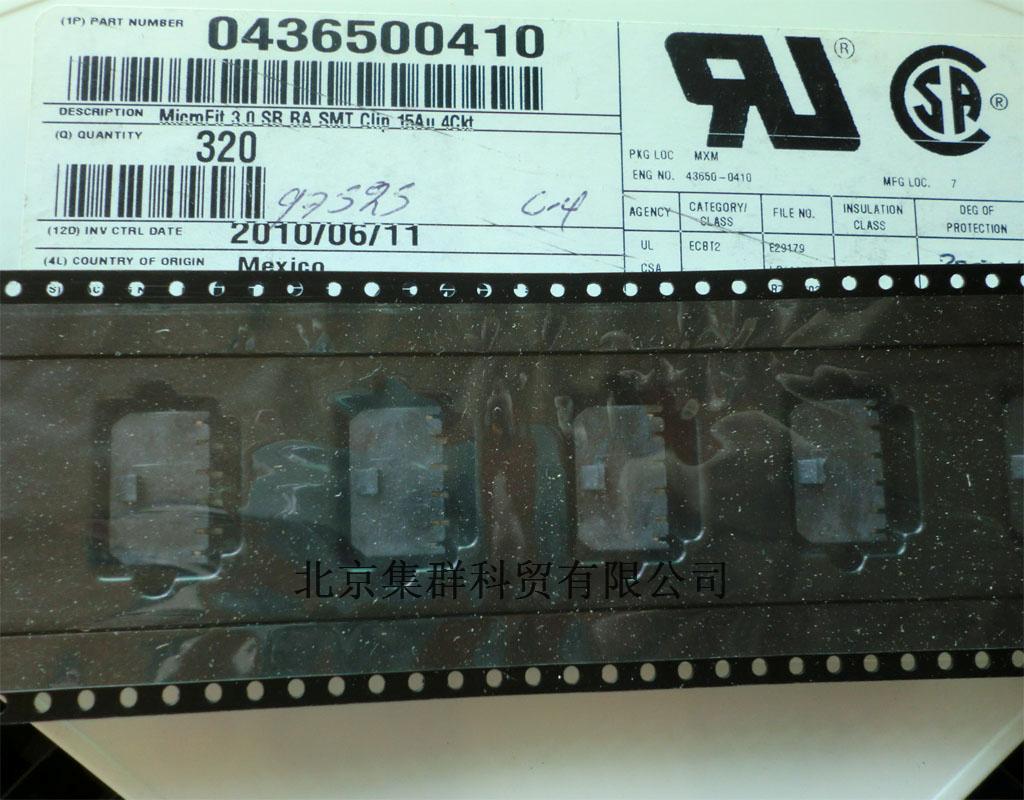 (1P) PART NUMBER 0436500410
DESCRIPTION MicroFit 3.0 SR RA SMT Clip 15Au 4Ckt
(Q) QUANTITY 320
97525 C-4
(12D) INV CTRL DATE 2010/06/11
(4L) COUNTRY OF ORIGIN Mexico
®
SA ®
PKG LOC MXM
ENG NO. 43650-0410 MFG LOC. 7
AGENCY CATEGORY/CLASS FILE NO. INSULATION CLASS DEG OF PROTECTION
UL ECBT2 E29179
CSA
北京集群科贸有限公司